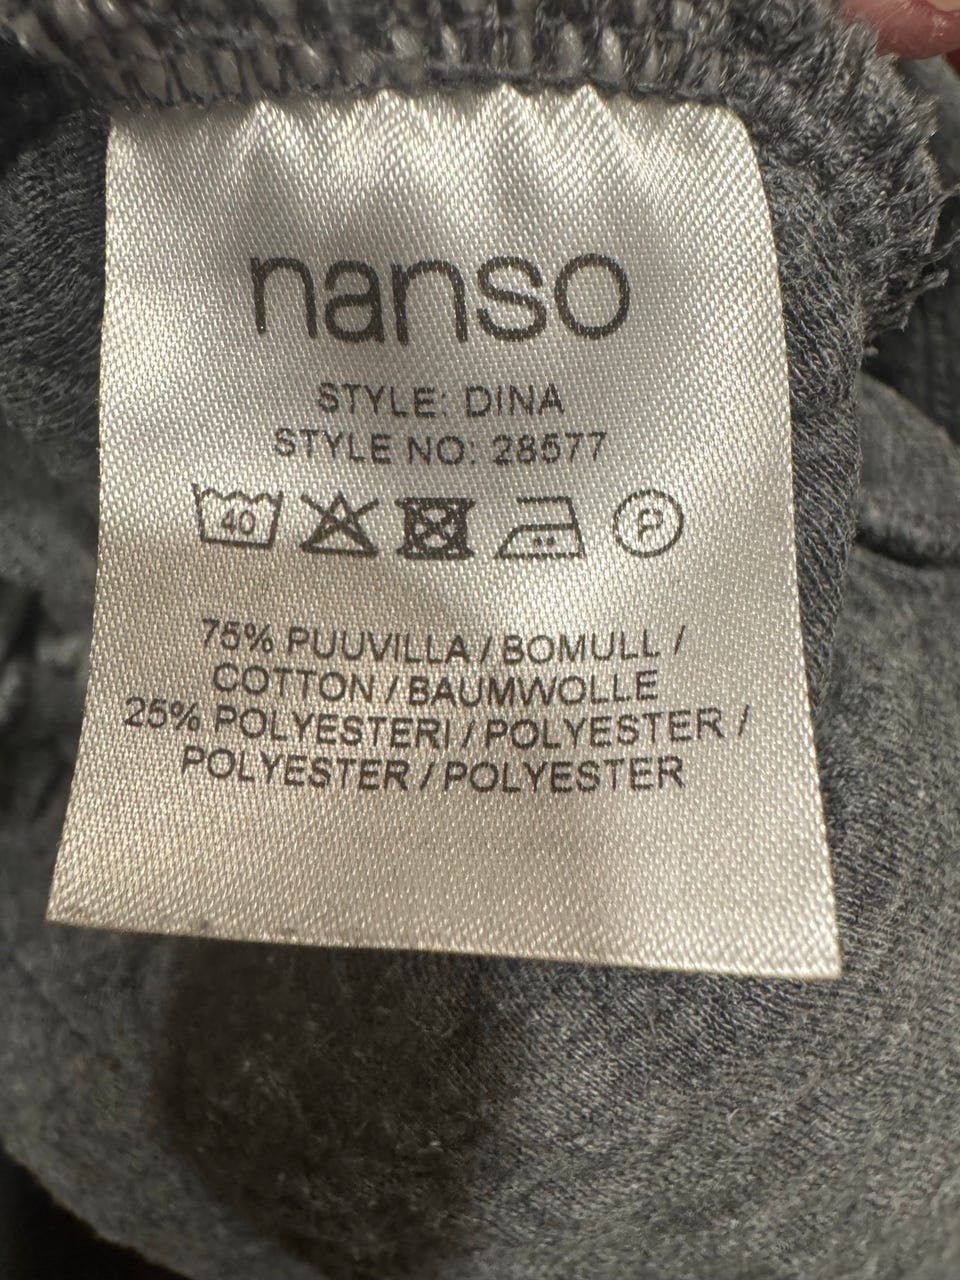 nanso
STYLE: DINA
STYLE NO: 28577
40 P
75% PUUVILLA / BOMULL /
COTTON / BAUMWOLLE
25% POLYESTERI / POLYESTER /
POLYESTER / POLYESTER